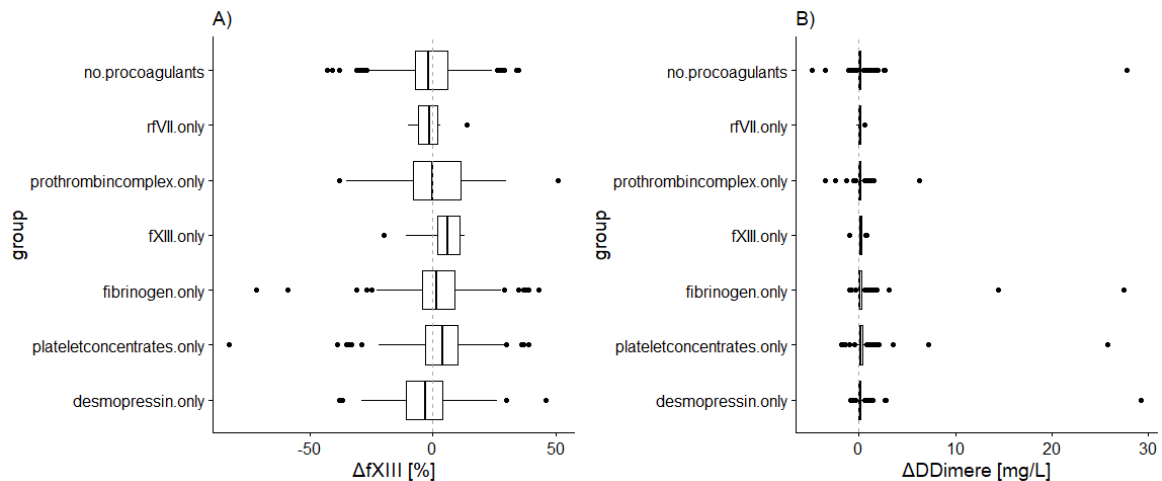 A)
no.procoagulants
rfVII.only
prothrombincomplex.only
fXIII.only
fibrinogen.only
plateletconcentrates.only
desmopressin.only
group
-50 0 50
ΔfXIII [%]
B)
no.procoagulants
rfVII.only
prothrombincomplex.only
fXIII.only
fibrinogen.only
plateletconcentrates.only
desmopressin.only
group
0 10 20 30
ΔDDimere [mg/L]